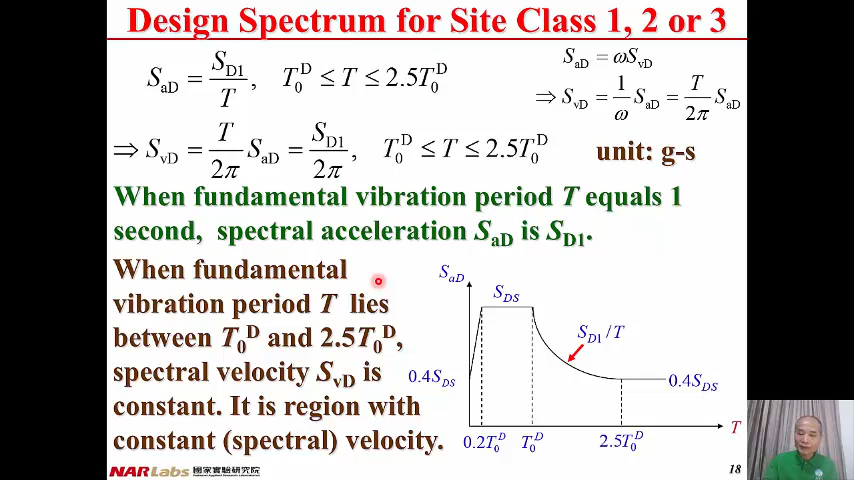 Design Spectrum for Site Class 1, 2 or 3
S_aD = S_D1 / T, T_0^D ≤ T ≤ 2.5T_0^D
S_aD = ωS_vD
⇒ S_vD = 1/ω S_aD = T/2π S_aD
⇒ S_vD = T/2π S_aD = S_D1/2π, T_0^D ≤ T ≤ 2.5T_0^D
unit: g-s
When fundamental vibration period T equals 1
second, spectral acceleration S_aD is S_D1.
When fundamental
vibration period T lies
between T_0^D and 2.5T_0^D,
spectral velocity S_vD is
constant. It is region with
constant (spectral) velocity.
S_aD
S_DS
S_D1/T
0.4S_DS
0.4S_DS
T
0.2T_0^D
T_0^D
2.5T_0^D
NARLabs 國家實驗研究院
18